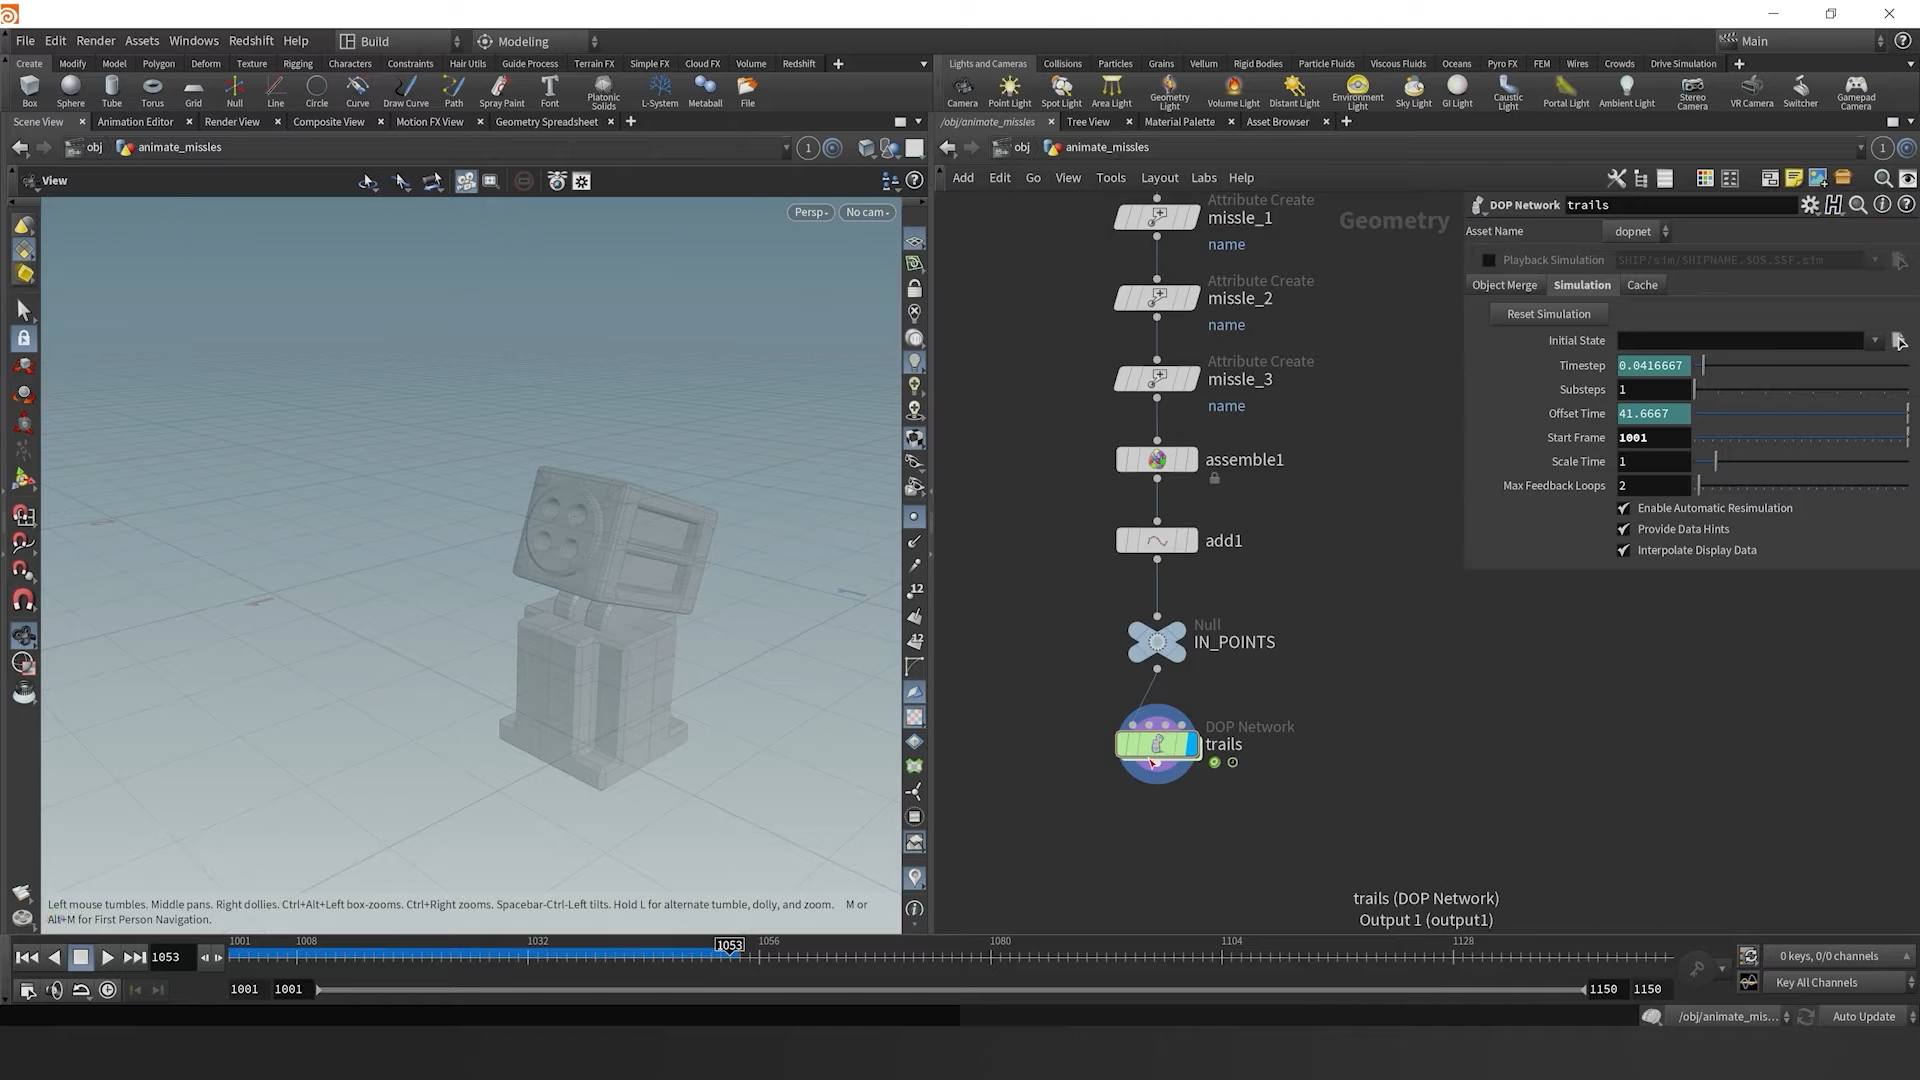 File Edit Render Assets Windows Redshift Help Build Modeling Main
Create Modify Model Polygon Deform Texture Rigging Characters Constraints Hair Utils Guide Process Terrain FX Simple FX Cloud FX Volume Redshift
Lights and Cameras Collisions Particles Grains Vellum Rigid Bodies Particle Fluids Viscous Fluids Oceans Pyro FX FEM Wires Crowds Drive Simulation
Box Sphere Tube Torus Grid Null Line Circle Curve Draw Curve Path Spray Paint Font Platonic Solids L-System Metaball File
Camera Point Light Spot Light Area Light Geometry Light Volume Light Distant Light Environment Light Sky Light GI Light Caustic Light Portal Light Ambient Light Stereo Camera VR Camera Switcher Gamepad Camera
Scene View Animation Editor Render View Composite View Motion FX View Geometry Spreadsheet
/obj/animate_missles Tree View Material Palette Asset Browser
obj animate_missles 1
obj animate_missles 1
View
Add Edit Go View Tools Layout Labs Help
Persp No cam
Geometry
Attribute Create
missle_1
name
Attribute Create
missle_2
name
Attribute Create
missle_3
name
assemble1
add1
Null
IN_POINTS
DOP Network
trails
DOP Network trails
Asset Name dopnet
Playback Simulation $HIP/sim/$HIPNAME.$OS.$SF.sim
Object Merge Simulation Cache
Reset Simulation
Initial State
Timestep 0.0416667
Substeps 1
Offset Time 41.6667
Start Frame 1001
Scale Time 1
Max Feedback Loops 2
Enable Automatic Resimulation
Provide Data Hints
Interpolate Display Data
12
12
trails (DOP Network)
Output 1 (output1)
Left mouse tumbles. Middle pans. Right dollies. Ctrl+Alt+Left box-zooms. Ctrl+Right zooms. Spacebar-Ctrl-Left tilts. Hold L for alternate tumble, dolly, and zoom. M or
Alt+M for First Person Navigation.
1053 1001 1008 1032 1053 1056 1080 1104 1128
0 keys, 0/0 channels
1001 1001 1150 1150
Key All Channels
/obj/animate_mis... Auto Update